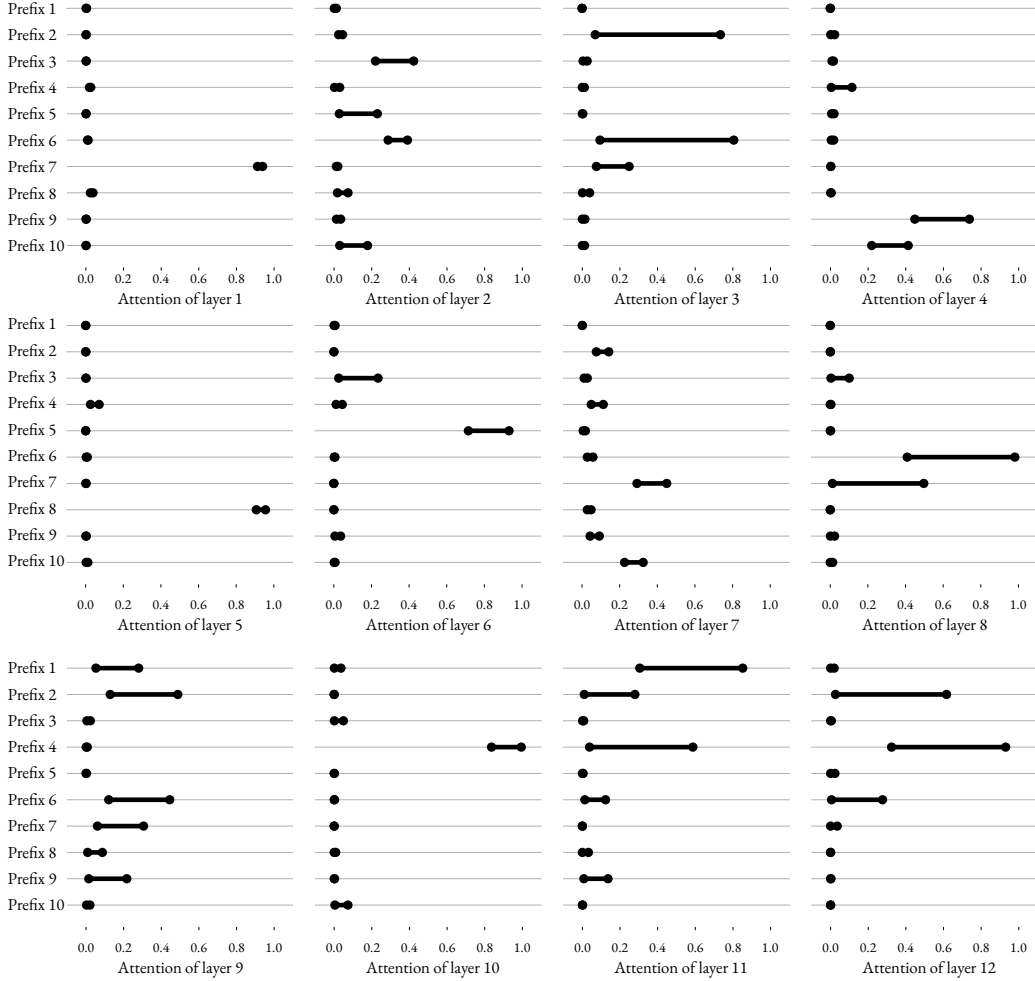 Prefix 1
Prefix 2
Prefix 3
Prefix 4
Prefix 5
Prefix 6
Prefix 7
Prefix 8
Prefix 9
Prefix 10
0.0 0.2 0.4 0.6 0.8 1.0 0.0 0.2 0.4 0.6 0.8 1.0 0.0 0.2 0.4 0.6 0.8 1.0 0.0 0.2 0.4 0.6 0.8 1.0
Attention of layer 1 Attention of layer 2 Attention of layer 3 Attention of layer 4
Prefix 1
Prefix 2
Prefix 3
Prefix 4
Prefix 5
Prefix 6
Prefix 7
Prefix 8
Prefix 9
Prefix 10
0.0 0.2 0.4 0.6 0.8 1.0 0.0 0.2 0.4 0.6 0.8 1.0 0.0 0.2 0.4 0.6 0.8 1.0 0.0 0.2 0.4 0.6 0.8 1.0
Attention of layer 5 Attention of layer 6 Attention of layer 7 Attention of layer 8
Prefix 1
Prefix 2
Prefix 3
Prefix 4
Prefix 5
Prefix 6
Prefix 7
Prefix 8
Prefix 9
Prefix 10
0.0 0.2 0.4 0.6 0.8 1.0 0.0 0.2 0.4 0.6 0.8 1.0 0.0 0.2 0.4 0.6 0.8 1.0 0.0 0.2 0.4 0.6 0.8 1.0
Attention of layer 9 Attention of layer 10 Attention of layer 11 Attention of layer 12